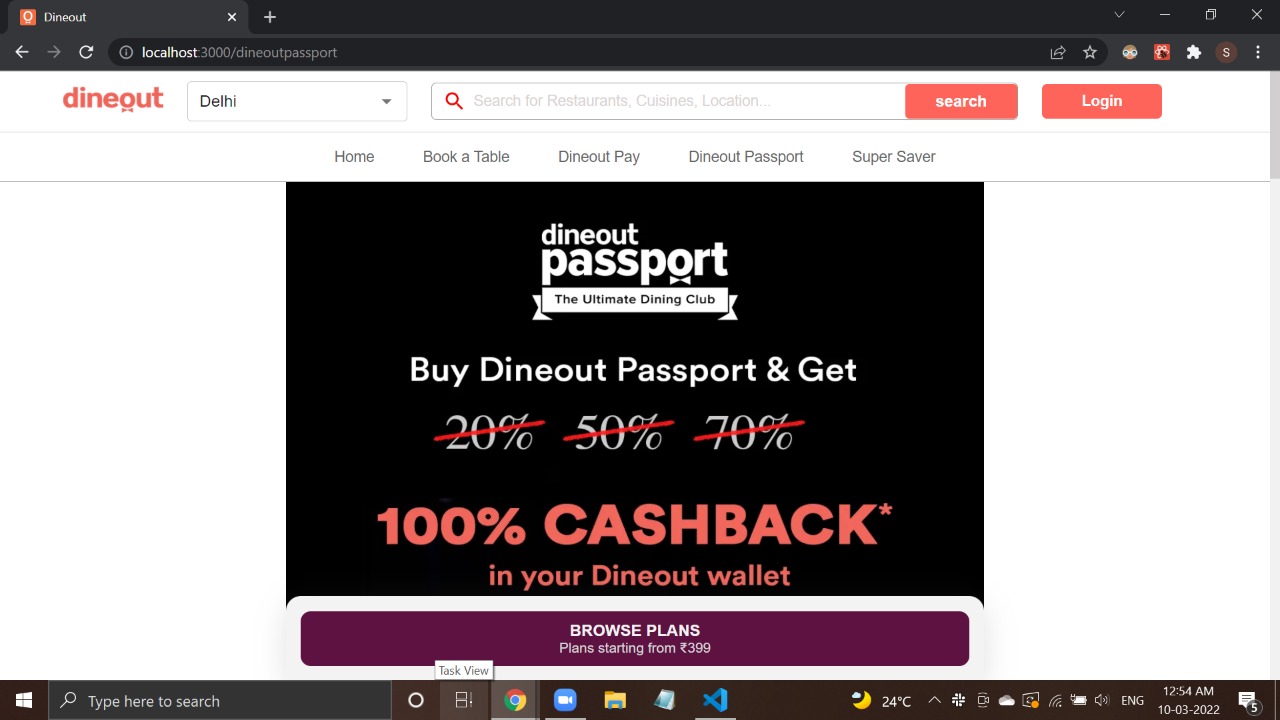 Dineout
localhost:3000/dineoutpassport
S
dineout
Delhi
Search for Restaurants, Cuisines, Location...
search
Login
Home
Book a Table
Dineout Pay
Dineout Passport
Super Saver
dineout
passport
The Ultimate Dining Club
Buy Dineout Passport & Get
20% 50% 70%
100% CASHBACK*
in your Dineout wallet
BROWSE PLANS
Plans starting from ₹399
Task View
Type here to search
24°C
ENG
12:54 AM
10-03-2022
5